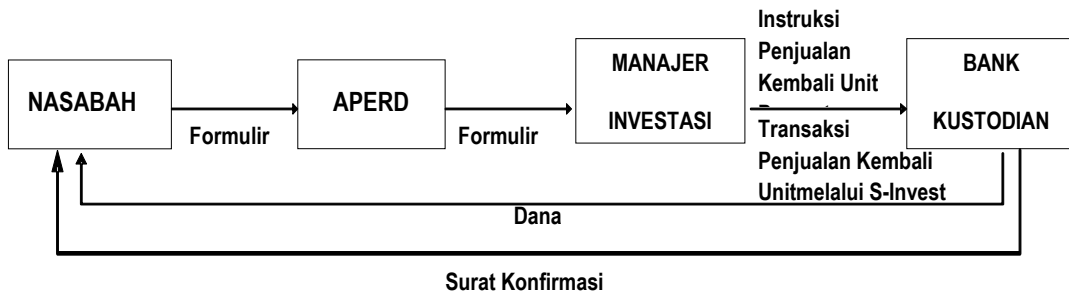 Instruksi
Penjualan
Kembali Unit
NASABAH
APERD
MANAJER
INVESTASI
BANK
KUSTODIAN
Formulir
Formulir
Transaksi
Penjualan Kembali
Unitmelalui S-Invest
Dana
Surat Konfirmasi